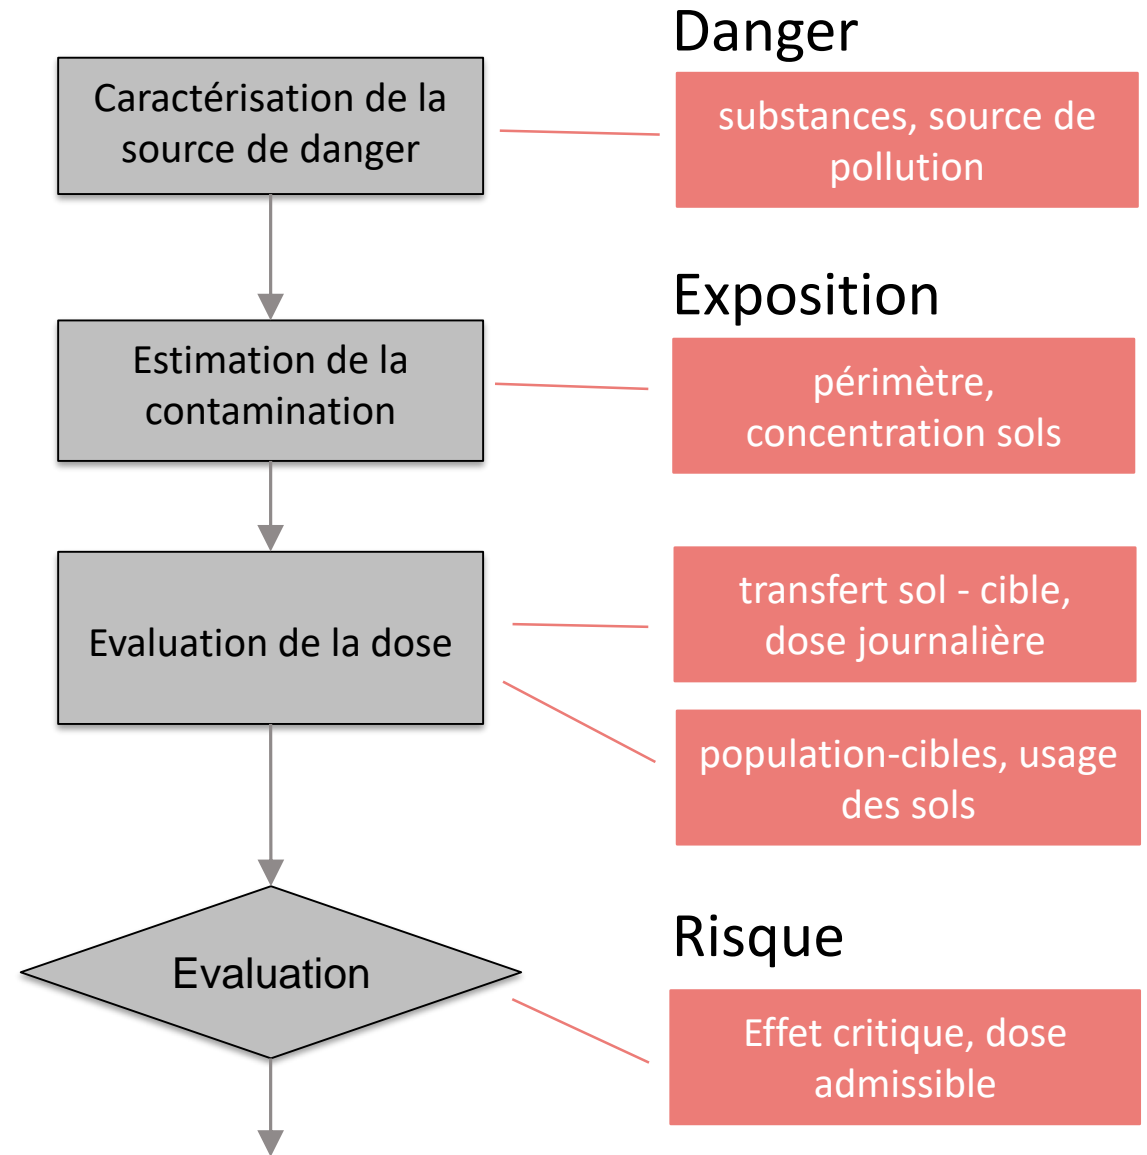 Danger
Caractérisation de la
source de danger
substances, source de
pollution
Exposition
Estimation de la
contamination
périmètre,
concentration sols
Evaluation de la dose
transfert sol - cible,
dose journalière
population-cibles, usage
des sols
Risque
Evaluation
Effet critique, dose
admissible